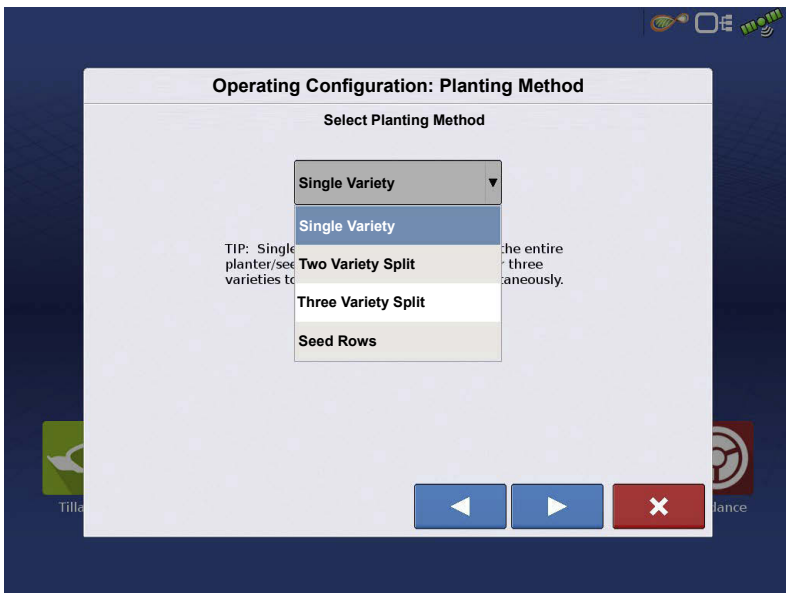 Operating Configuration: Planting Method
Select Planting Method
Single Variety
Single Variety
TIP: Single he entire
Two Variety Split
planter/see three
varieties to taneously.
Three Variety Split
Seed Rows
Tilla
dance